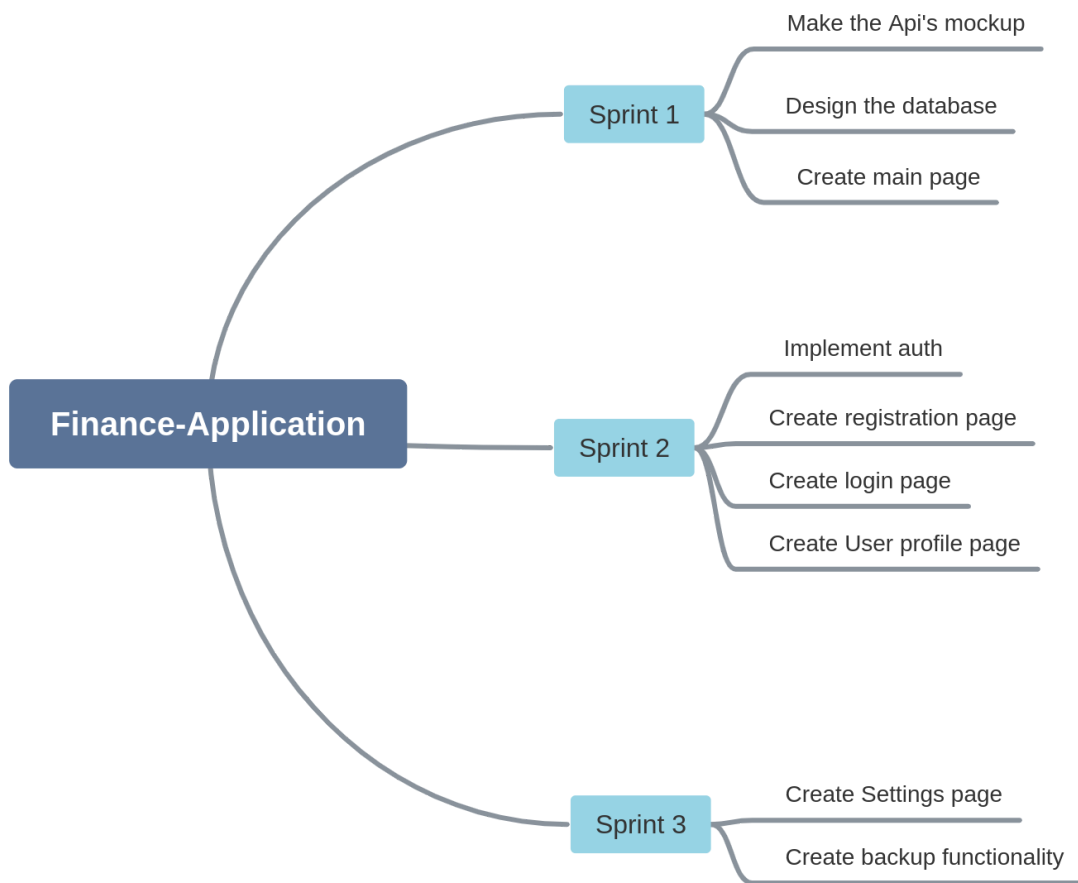 Finance-Application
Sprint 1
Make the Api's mockup
Design the database
Create main page
Sprint 2
Implement auth
Create registration page
Create login page
Create User profile page
Sprint 3
Create Settings page
Create backup functionality